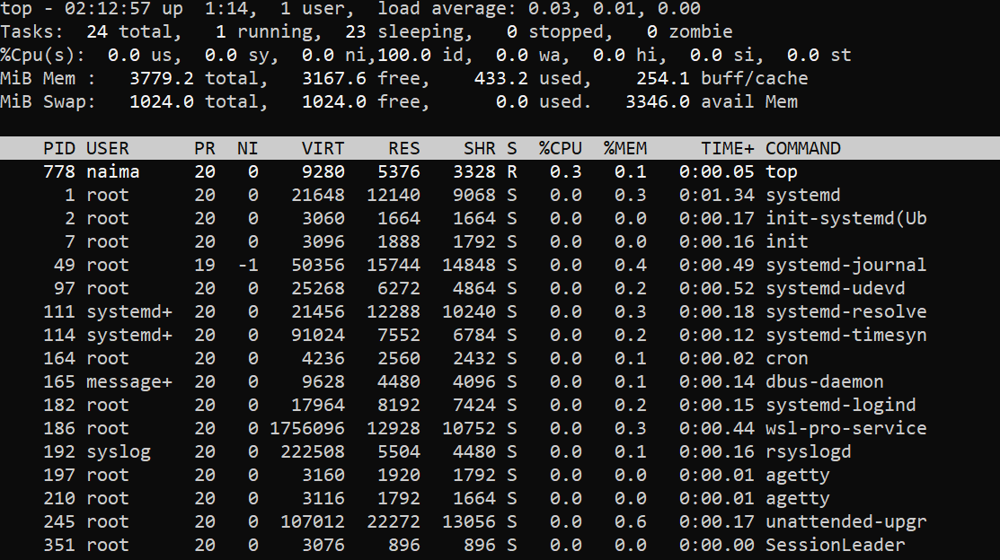 top - 02:12:57 up  1:14,  1 user,  load average: 0.03, 0.01, 0.00
Tasks:  24 total,   1 running,  23 sleeping,   0 stopped,   0 zombie
%Cpu(s):  0.0 us,  0.0 sy,  0.0 ni,100.0 id,  0.0 wa,  0.0 hi,  0.0 si,  0.0 st
MiB Mem :   3779.2 total,   3167.6 free,    433.2 used,    254.1 buff/cache
MiB Swap:   1024.0 total,   1024.0 free,      0.0 used.   3346.0 avail Mem
    PID USER      PR  NI    VIRT    RES    SHR S  %CPU  %MEM     TIME+ COMMAND
    778 naima     20   0    9280   5376   3328 R   0.3   0.1   0:00.05 top
      1 root      20   0   21648  12140   9068 S   0.0   0.3   0:01.34 systemd
      2 root      20   0    3060   1664   1664 S   0.0   0.0   0:00.17 init-systemd(Ub
      7 root      20   0    3096   1888   1792 S   0.0   0.0   0:00.16 init
     49 root      19  -1   50356  15744  14848 S   0.0   0.4   0:00.49 systemd-journal
     97 root      20   0   25268   6272   4864 S   0.0   0.2   0:00.52 systemd-udevd
    111 systemd+  20   0   21456  12288  10240 S   0.0   0.3   0:00.18 systemd-resolve
    114 systemd+  20   0   91024   7552   6784 S   0.0   0.2   0:00.12 systemd-timesyn
    164 root      20   0    4236   2560   2432 S   0.0   0.1   0:00.02 cron
    165 message+  20   0    9628   4480   4096 S   0.0   0.1   0:00.14 dbus-daemon
    182 root      20   0   17964   8192   7424 S   0.0   0.2   0:00.15 systemd-logind
    186 root      20   0 1756096  12928  10752 S   0.0   0.3   0:00.44 wsl-pro-service
    192 syslog    20   0  222508   5504   4480 S   0.0   0.1   0:00.16 rsyslogd
    197 root      20   0    3160   1920   1792 S   0.0   0.0   0:00.01 agetty
    210 root      20   0    3116   1792   1664 S   0.0   0.0   0:00.01 agetty
    245 root      20   0  107012  22272  13056 S   0.0   0.6   0:00.17 unattended-upgr
    351 root      20   0    3076    896    896 S   0.0   0.0   0:00.00 SessionLeader